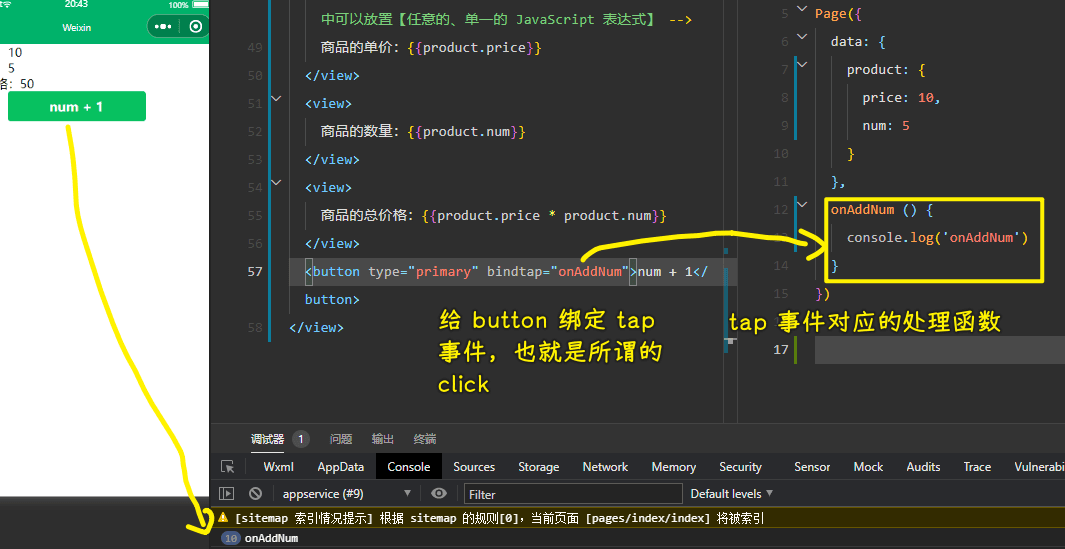 20:43
100%
Weixin
10
5
格：50
num + 1
中可以放置【任意的、单一的 JavaScript 表达式】 -->
49 商品的单价：{{product.price}}
50 </view>
51 <view>
52 商品的数量：{{product.num}}
53 </view>
54 <view>
55 商品的总价格：{{product.price * product.num}}
56 </view>
57 <button type="primary" bindtap="onAddNum">num + 1</
button>
58 </view>
给 button 绑定 tap
事件，也就是所谓的
click
5 Page({
6 data: {
7 product: {
8 price: 10,
9 num: 5
10 }
11 },
12 onAddNum () {
console.log('onAddNum')
14 }
15 })
tap 事件对应的处理函数
17
调试器 1 问题 输出 终端
Wxml AppData Console Sources Storage Network Memory Security Sensor Mock Audits Trace Vulnerabi
appservice (#9) Filter Default levels
[sitemap 索引情况提示] 根据 sitemap 的规则[0]，当前页面 [pages/index/index] 将被索引
10 onAddNum